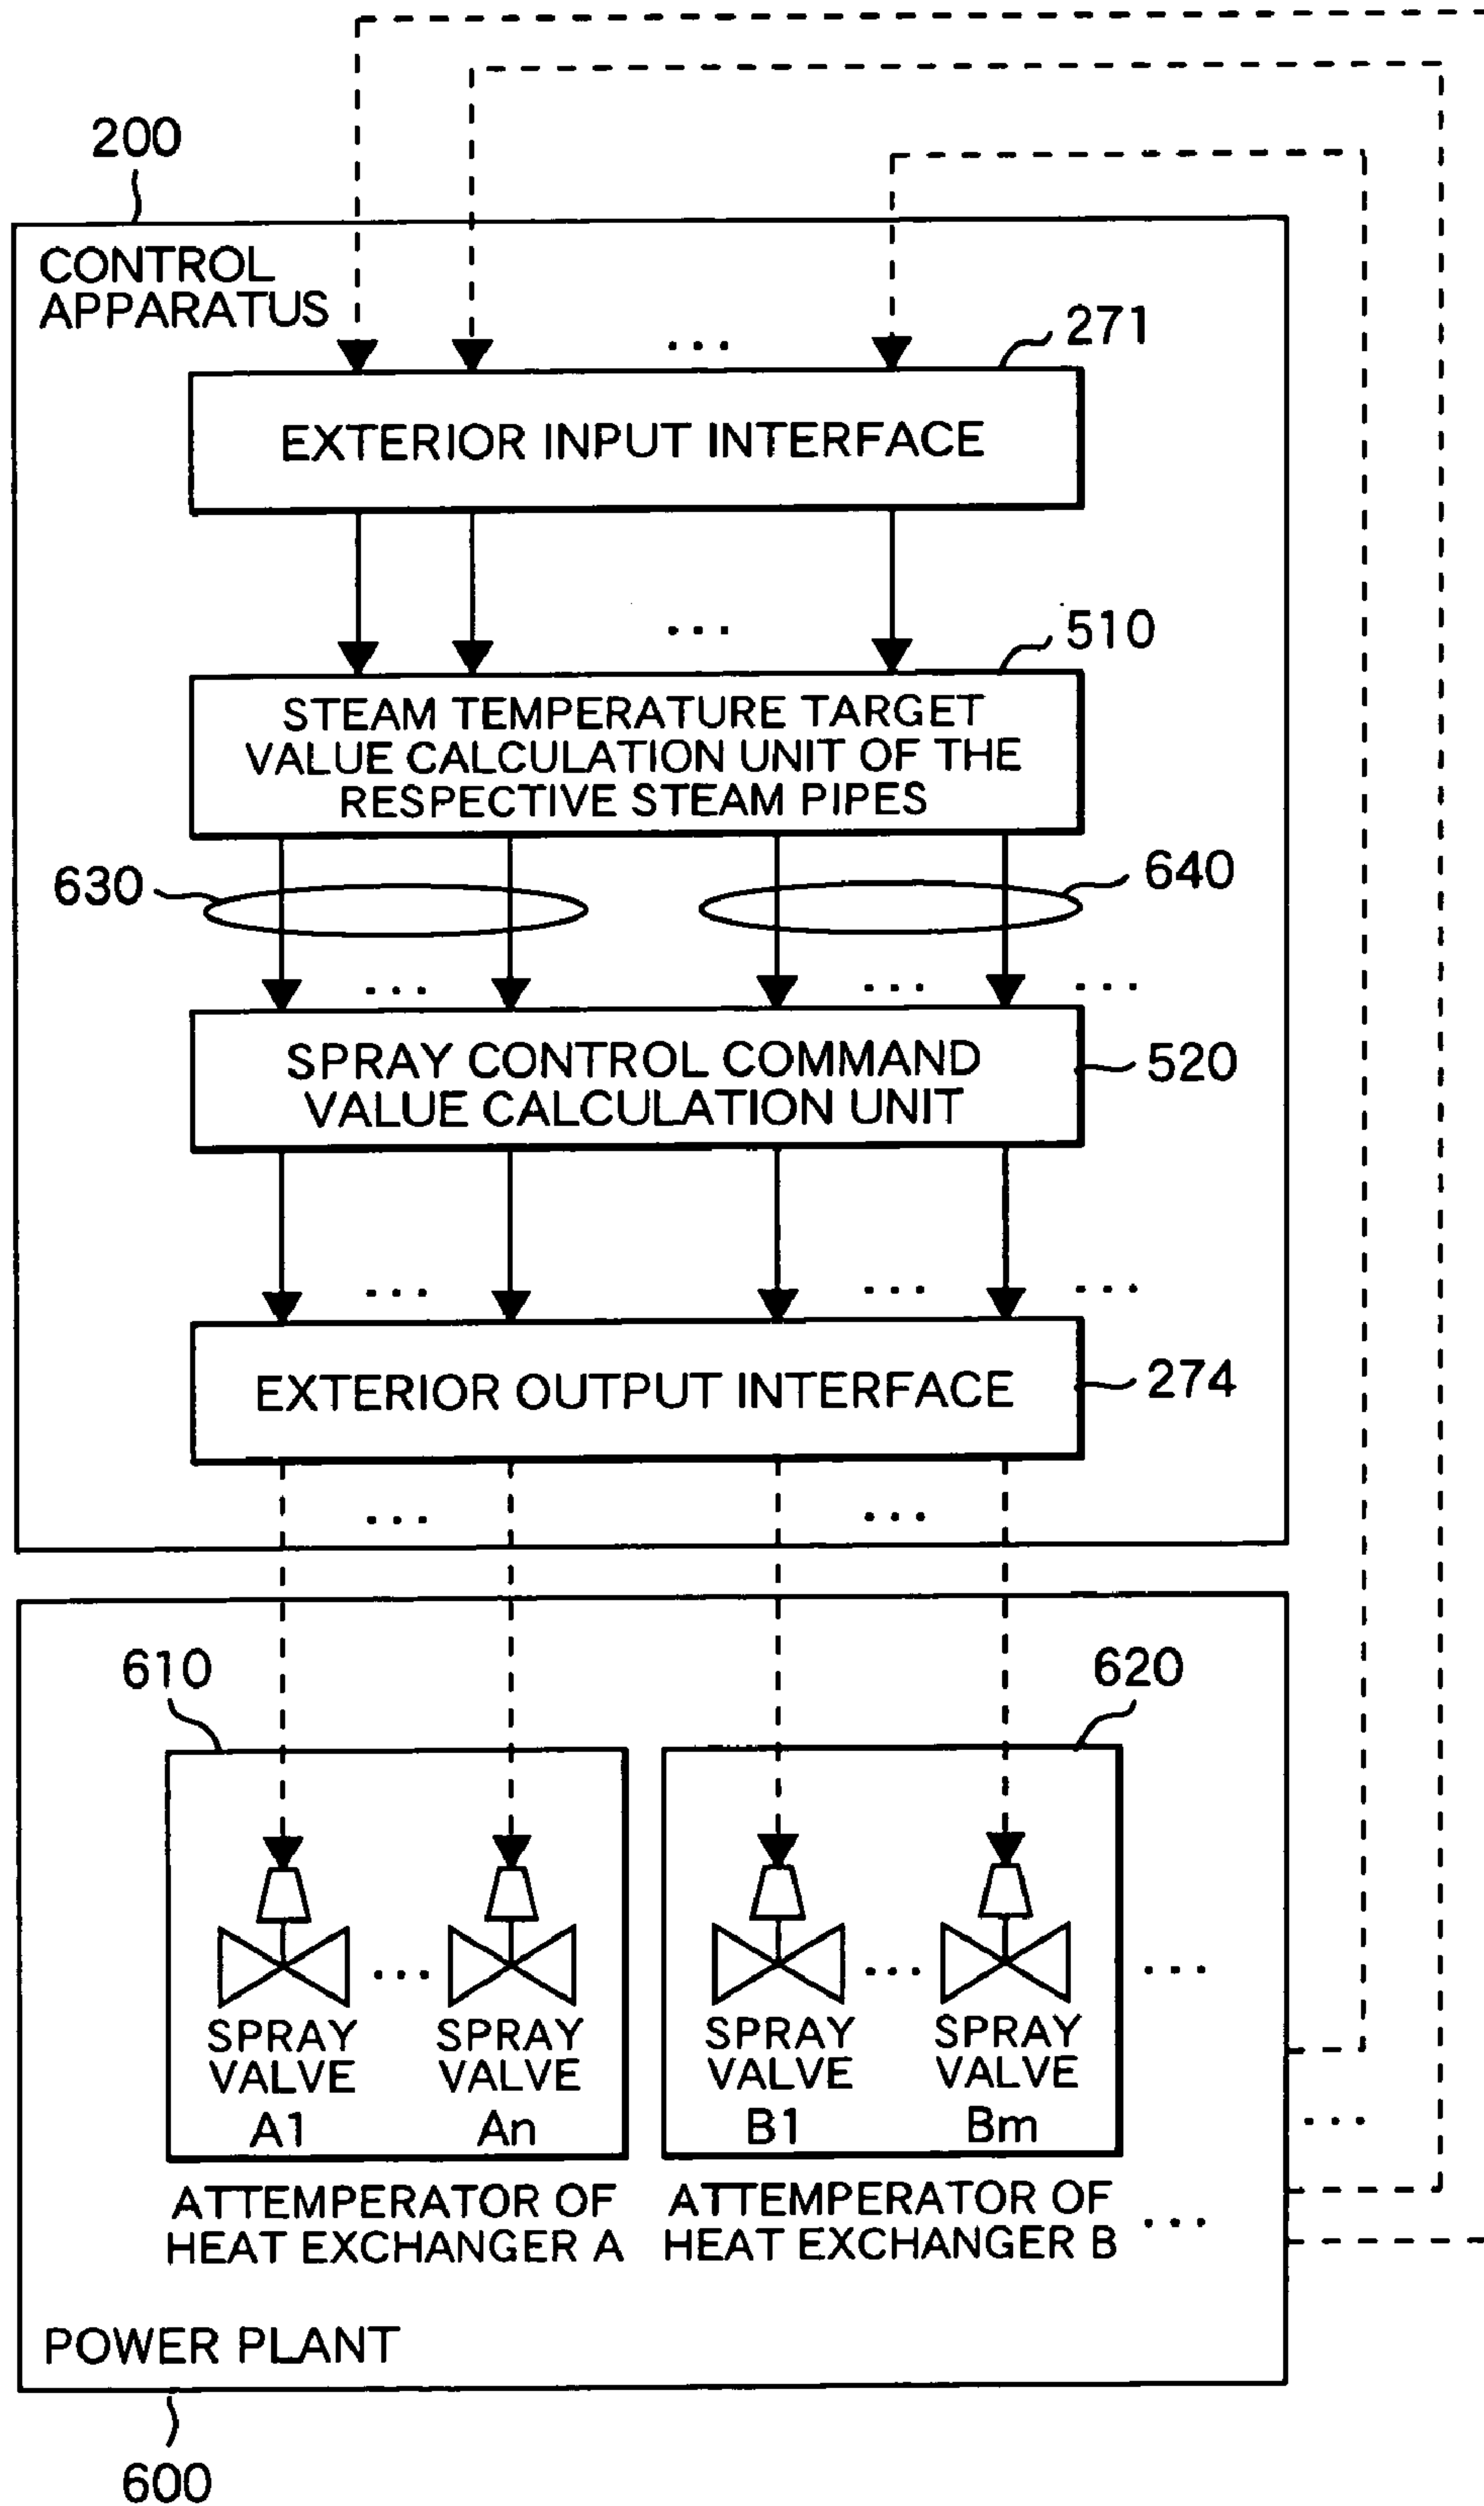 200
CONTROL
APPARATUS
271
EXTERIOR INPUT INTERFACE
510
STEAM TEMPERATURE TARGET
VALUE CALCULATION UNIT OF THE
RESPECTIVE STEAM PIPES
630
640
SPRAY CONTROL COMMAND
VALUE CALCULATION UNIT
520
EXTERIOR OUTPUT INTERFACE
274
610
620
SPRAY
VALVE
A1
SPRAY
VALVE
An
SPRAY
VALVE
B1
SPRAY
VALVE
Bm
ATTEMPERATOR OF
HEAT EXCHANGER A
ATTEMPERATOR OF
HEAT EXCHANGER B
POWER PLANT
600